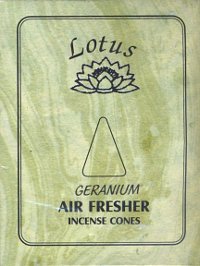 Lotus
GERANIUM
AIR FRESHER
INCENSE CONES